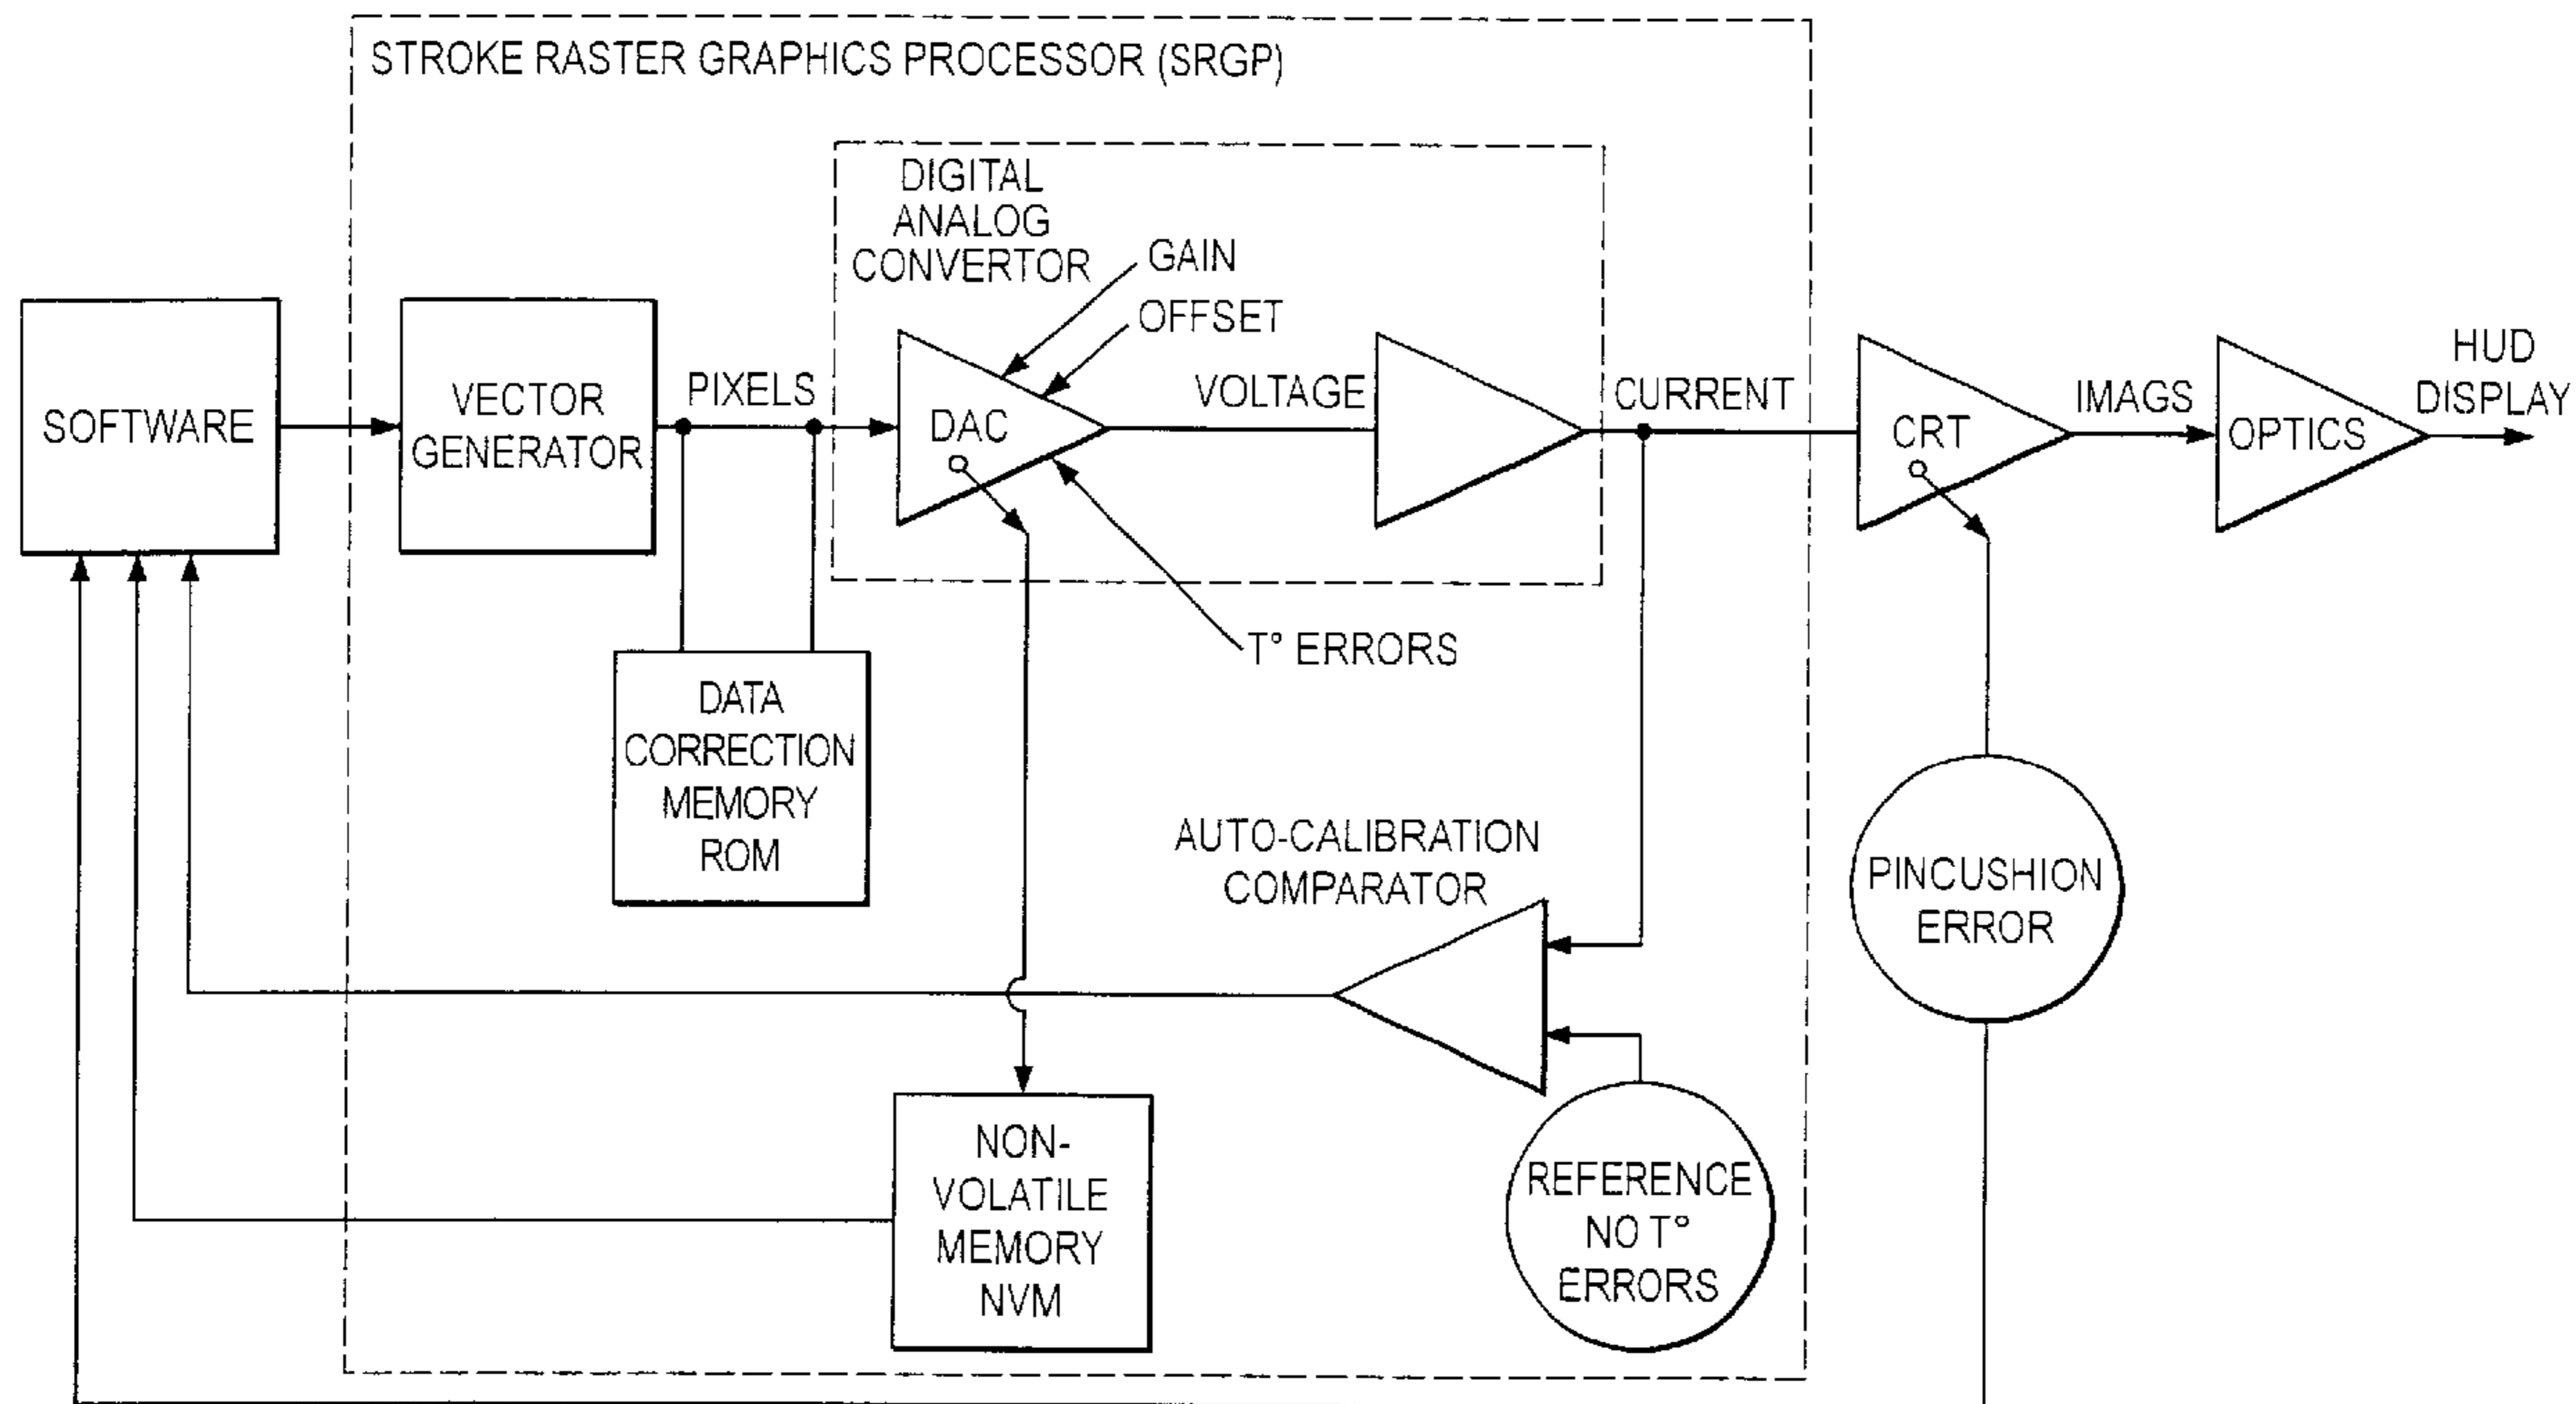 STROKE RASTER GRAPHICS PROCESSOR (SRGP)
DIGITAL
ANALOG
CONVERTOR
GAIN
OFFSET
SOFTWARE
VECTOR
GENERATOR
PIXELS
DAC
VOLTAGE
CURRENT
CRT
IMAGS
OPTICS
HUD
DISPLAY
T° ERRORS
DATA
CORRECTION
MEMORY
ROM
AUTO-CALIBRATION
COMPARATOR
PINCUSHION
ERROR
NON-
VOLATILE
MEMORY
NVM
REFERENCE
NO T°
ERRORS